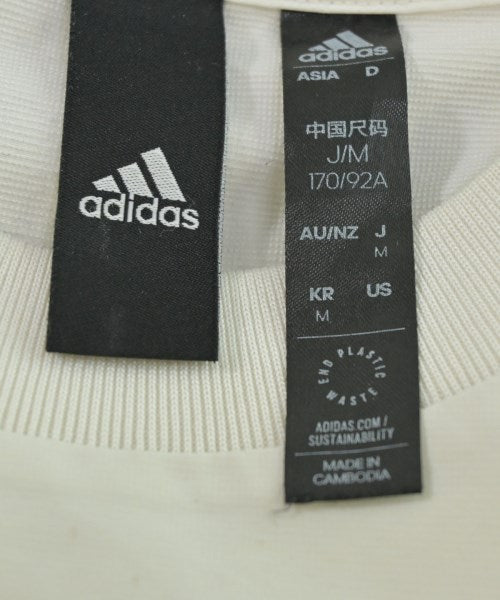 adidas
adidas
ASIA D
中国尺码
J/M
170/92A
AU/NZ J
M
KR US
M
END PLASTIC WASTE
ADIDAS.COM/
SUSTAINABILITY
MADE IN
CAMBODIA